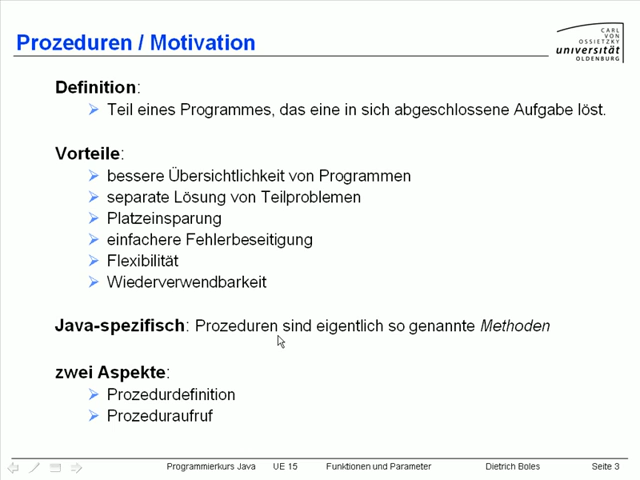 Prozeduren / Motivation
CARL
VON
OSSIETZKY
universität
OLDENBURG
Definition:
Teil eines Programmes, das eine in sich abgeschlossene Aufgabe löst.
Vorteile:
bessere Übersichtlichkeit von Programmen
separate Lösung von Teilproblemen
Platzeinsparung
einfachere Fehlerbeseitigung
Flexibilität
Wiederverwendbarkeit
Java-spezifisch: Prozeduren sind eigentlich so genannte Methoden
zwei Aspekte:
Prozedurdefinition
Prozeduraufruf
Programmierkurs Java UE 15 Funktionen und Parameter Dietrich Boles Seite 3